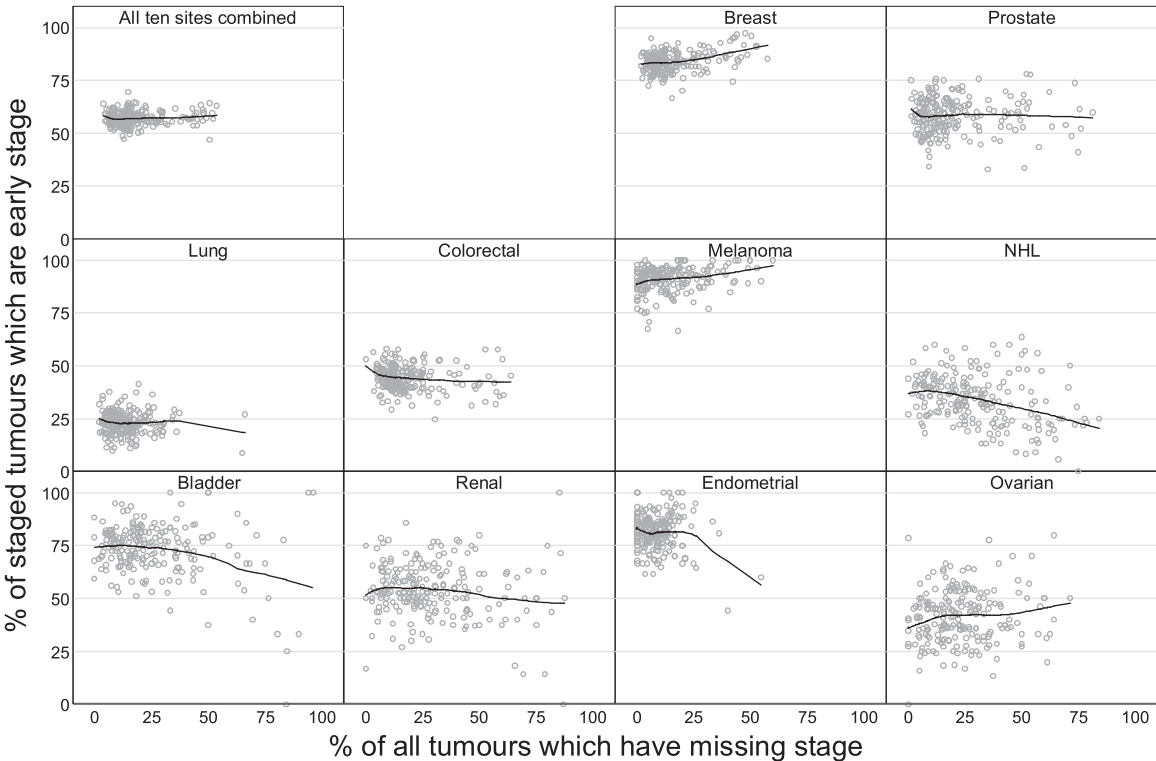 % of staged tumours which are early stage
All ten sites combined
Breast
Prostate
100
75
50
25
0
Lung
Colorectal
Melanoma
NHL
100
75
50
25
0
Bladder
Renal
Endometrial
Ovarian
100
75
50
25
0
0 25 50 75 100 0 25 50 75 100 0 25 50 75 100 0 25 50 75 100
% of all tumours which have missing stage